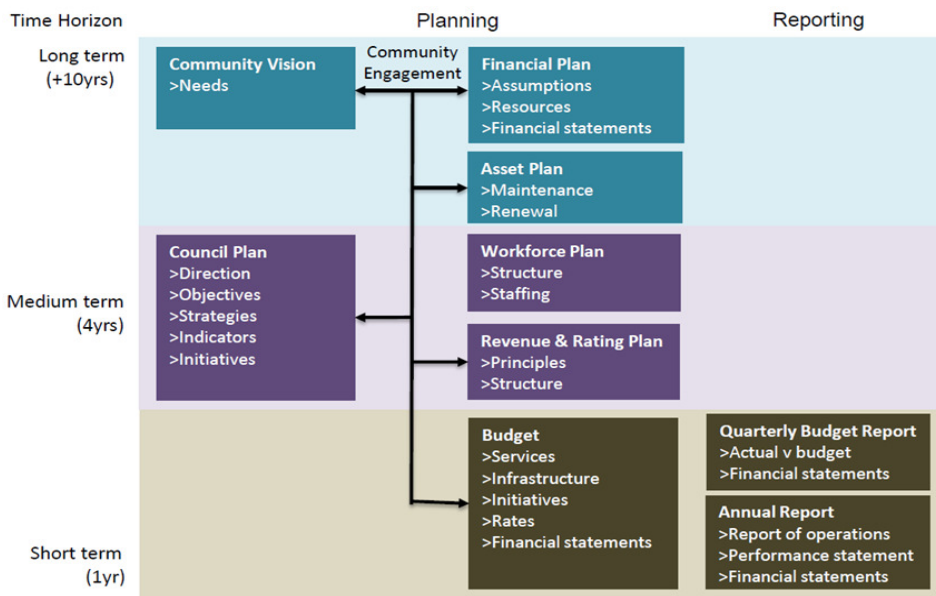 Time Horizon
Planning
Reporting
Long term
(+10yrs)
Community Vision
>Needs
Community
Engagement
Financial Plan
>Assumptions
>Resources
>Financial statements
Asset Plan
>Maintenance
>Renewal
Medium term
(4yrs)
Council Plan
>Direction
>Objectives
>Strategies
>Indicators
>Initiatives
Workforce Plan
>Structure
>Staffing
Revenue & Rating Plan
>Principles
>Structure
Short term
(1yr)
Budget
>Services
>Infrastructure
>Initiatives
>Rates
>Financial statements
Quarterly Budget Report
>Actual v budget
>Financial statements
Annual Report
>Report of operations
>Performance statement
>Financial statements